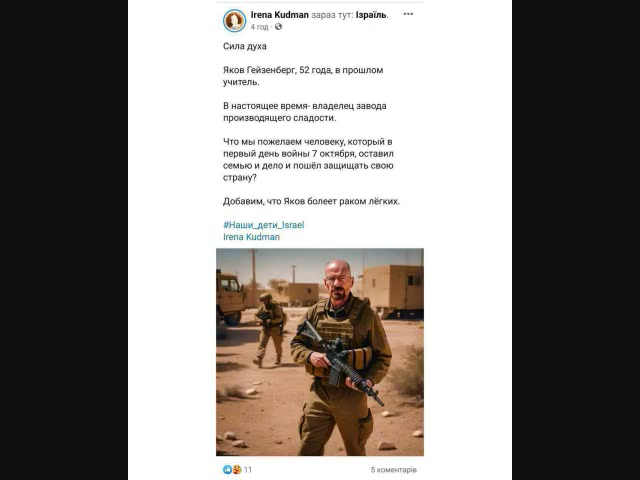 Irena Kudman зараз тут: Ізраїль.
4 год ·
Сила духа
Яков Гейзенберг, 52 года, в прошлом
учитель.
В настоящее время- владелец завода
производящего сладости.
Что мы пожелаем человеку, который в
первый день войны 7 октября, оставил
семью и дело и пошёл защищать свою
страну?
Добавим, что Яков болеет раком лёгких.
#Наши_дети_Israel
Irena Kudman
11
5 коментарів